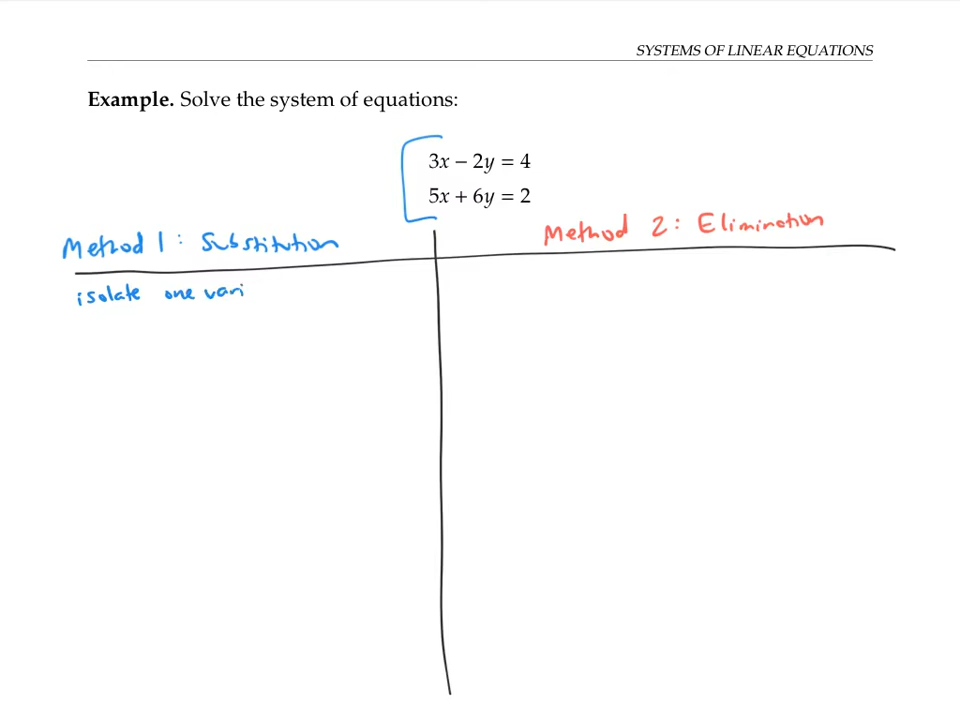 SYSTEMS OF LINEAR EQUATIONS
Example. Solve the system of equations:
3x − 2y = 4
5x + 6y = 2
Method 1: Substitution
Method 2: Elimination
isolate one vari